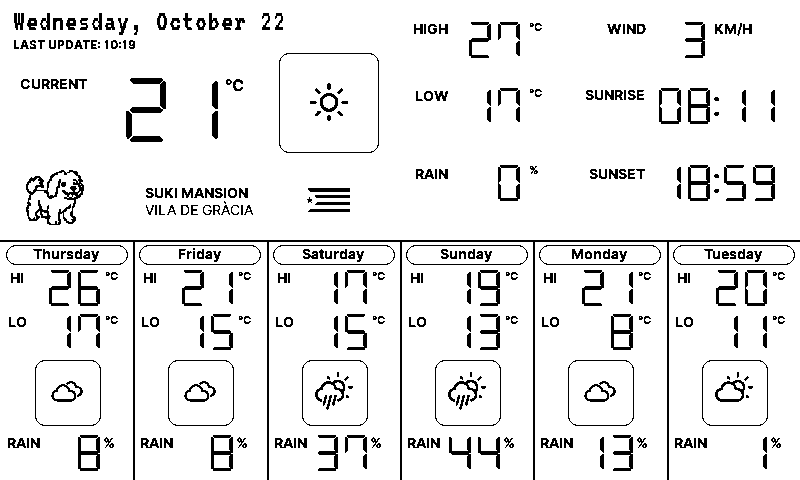 Wednesday, October 22
LAST UPDATE: 10:19
CURRENT 21 °C
HIGH 27 °C
LOW 17 °C
RAIN 0 %
WIND 3 KM/H
SUNRISE 08:11
SUNSET 18:59
SUKI MANSION
VILA DE GRÀCIA
Thursday
HI 26 °C
LO 17 °C
RAIN 8 %
Friday
HI 21 °C
LO 15 °C
RAIN 8 %
Saturday
HI 17 °C
LO 15 °C
RAIN 37 %
Sunday
HI 19 °C
LO 13 °C
RAIN 44 %
Monday
HI 21 °C
LO 8 °C
RAIN 13 %
Tuesday
HI 20 °C
LO 11 °C
RAIN 1 %